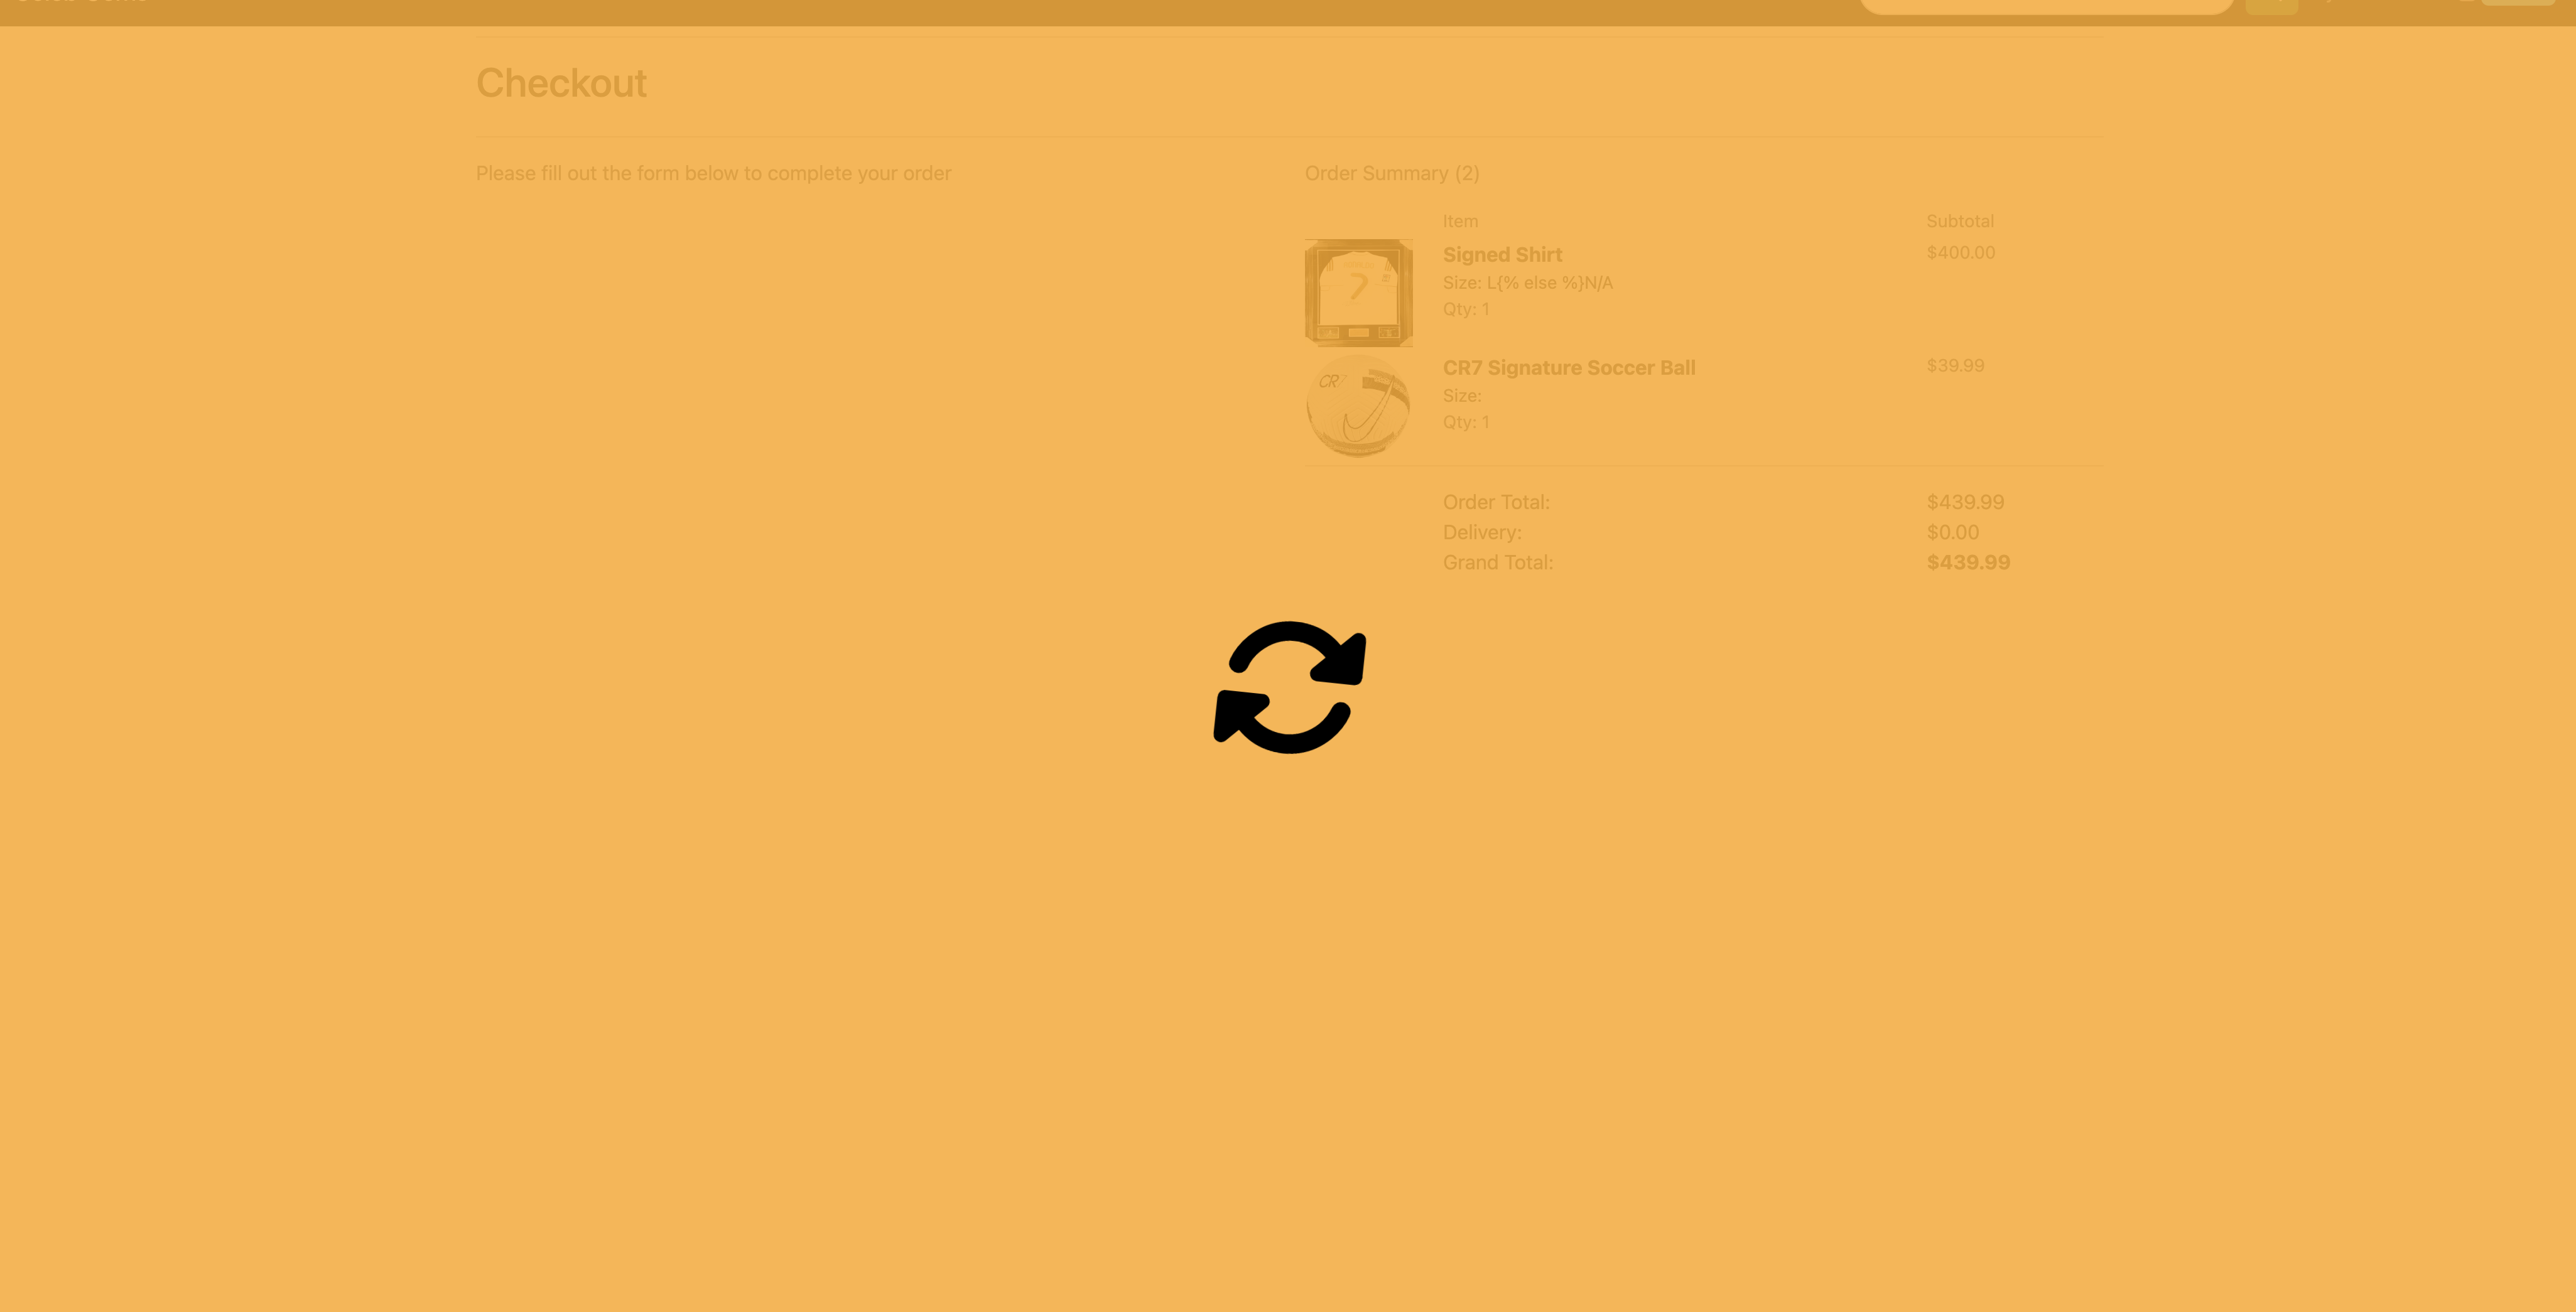 Checkout
Please fill out the form below to complete your order
Order Summary (2)
Item Subtotal
Signed Shirt $400.00
Size: L{% else %}N/A
Qty: 1
CR7
CR7 Signature Soccer Ball $39.99
Size:
Qty: 1
Order Total: $439.99
Delivery: $0.00
Grand Total: $439.99